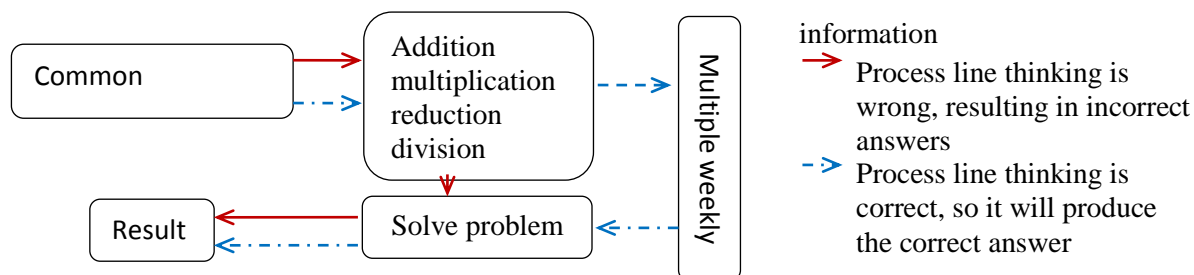 Common
Addition
multiplication
reduction
division
Multiple weekly
Solve problem
Result
information
Process line thinking is
wrong, resulting in incorrect
answers
Process line thinking is
correct, so it will produce
the correct answer